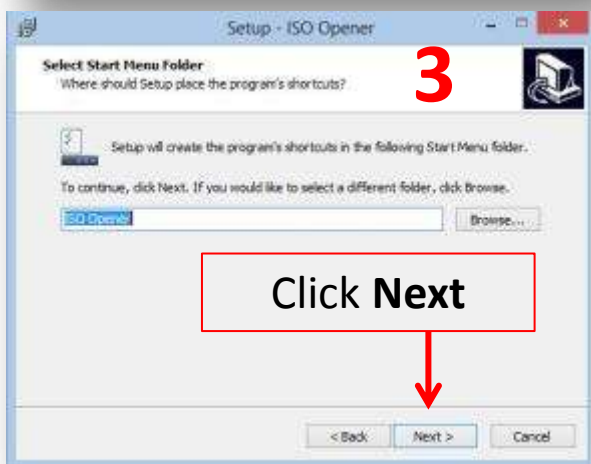 Setup - ISO Opener
Select Start Menu Folder
Where should Setup place the program's shortcuts?
3
Setup will create the program's shortcuts in the following Start Menu folder.
To continue, click Next. If you would like to select a different folder, click Browse.
ISO Opener
Browse...
Click Next
< Back
Next >
Cancel